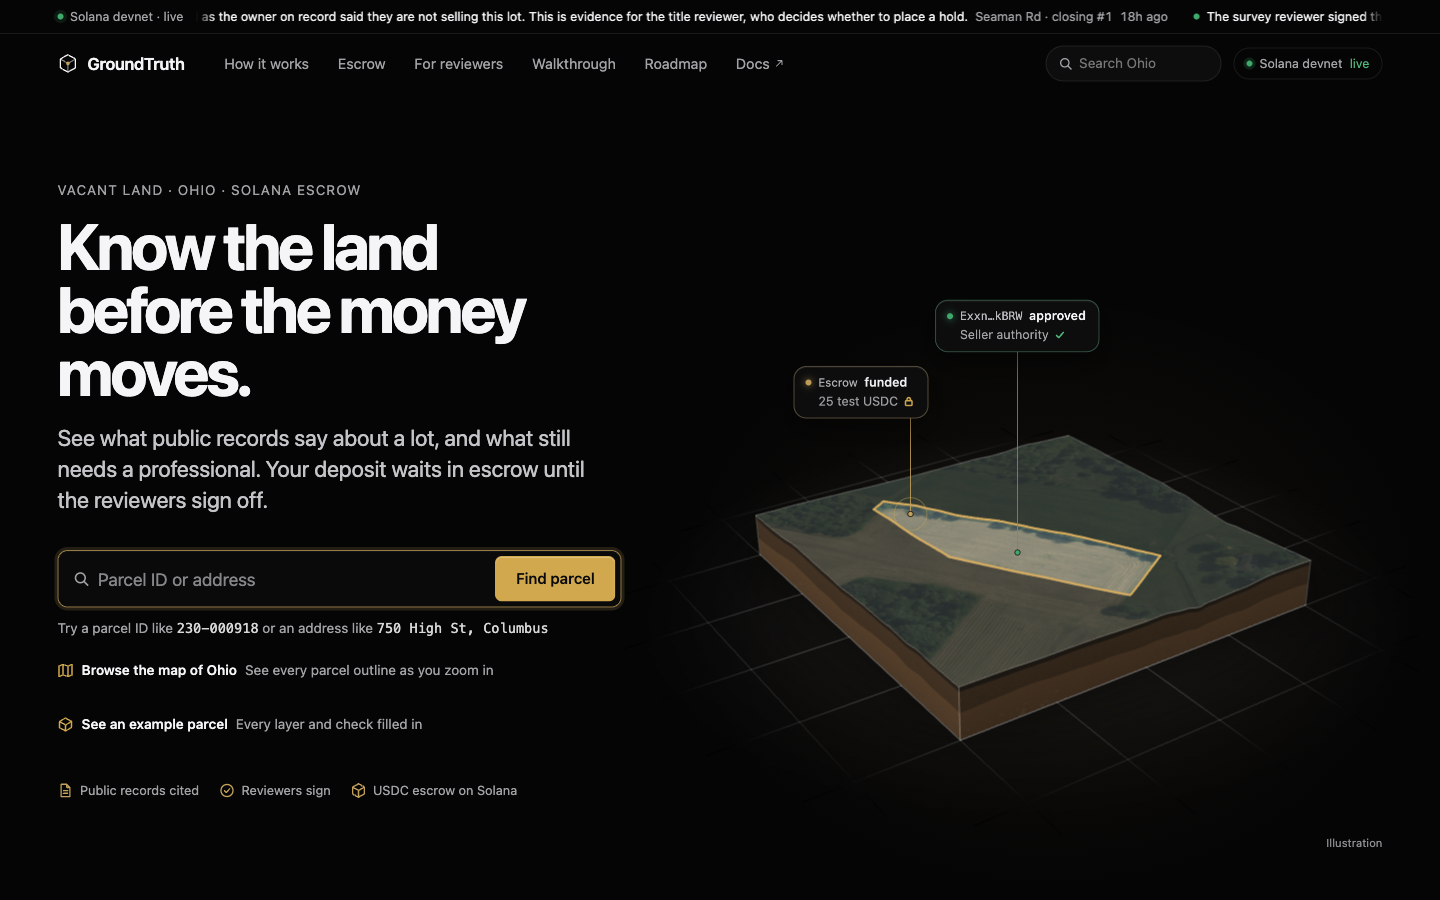 Solana devnet · live as the owner on record said they are not selling this lot. This is evidence for the title reviewer, who decides whether to place a hold. Seaman Rd · closing #1 18h ago The survey reviewer signed
GroundTruth How it works Escrow For reviewers Walkthrough Roadmap Docs ↗ Search Ohio Solana devnet live
VACANT LAND · OHIO · SOLANA ESCROW
Know the land
before the money
moves.
See what public records say about a lot, and what still
needs a professional. Your deposit waits in escrow until
the reviewers sign off.
Parcel ID or address Find parcel
Try a parcel ID like 230-000918 or an address like 750 High St, Columbus
Browse the map of Ohio See every parcel outline as you zoom in
See an example parcel Every layer and check filled in
Public records cited Reviewers sign USDC escrow on Solana
Exxn…kBRW approved
Seller authority ✓
Escrow funded
25 test USDC
Illustration